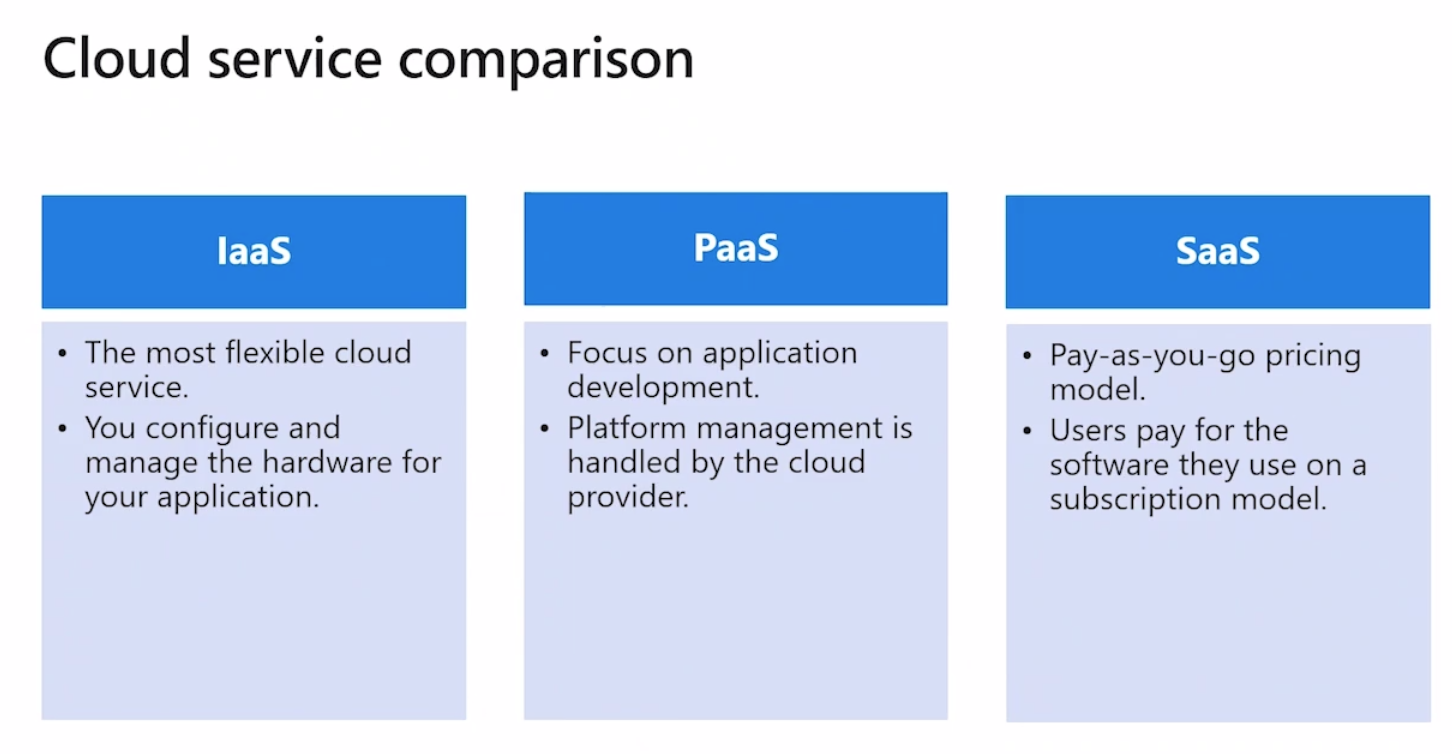 Cloud service comparison
IaaS
• The most flexible cloud
service.
• You configure and
manage the hardware for
your application.
PaaS
• Focus on application
development.
• Platform management is
handled by the cloud
provider.
SaaS
• Pay-as-you-go pricing
model.
• Users pay for the
software they use on a
subscription model.